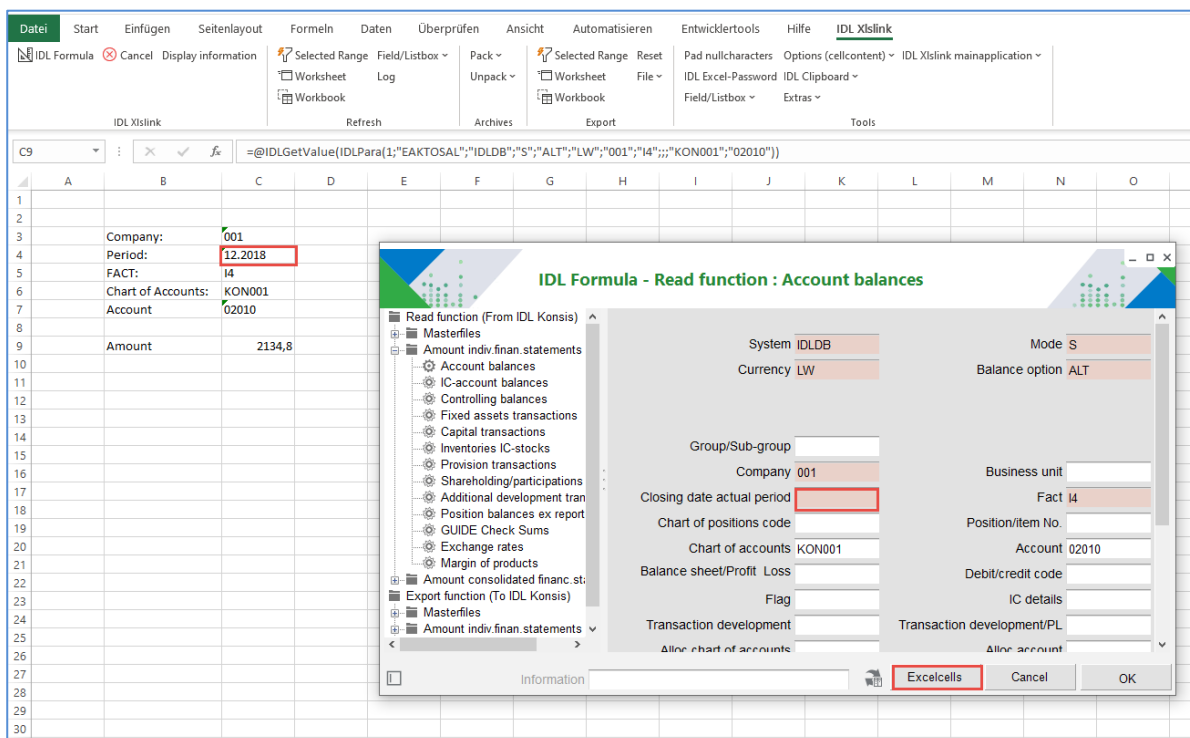 Datei Start Einfügen Seitenlayout Formeln Daten Überprüfen Ansicht Automatisieren Entwicklertools Hilfe IDL Xlslink
IDL Formula Cancel Display information Selected Range Field/Listbox Pack Selected Range Reset Pad nullcharacters Options (cellcontent) IDL Xlslink mainapplication
Worksheet Log Unpack Worksheet File IDL Excel-Password IDL Clipboard
Workbook Workbook Field/Listbox Extras
IDL Xlslink Refresh Archives Export Tools
C9 fx =@IDLGetValue(IDLPara(1;"EAKTOSAL";"IDLDB";"S";"ALT";"LW";"001";"I4";;;"KON001";"02010"))
A B C D E F G H I J K L M N O
1
2
3 Company: 001
4 Period: 12.2018
5 FACT: I4
6 Chart of Accounts: KON001
7 Account 02010
8
9 Amount 2134,8
10
11
12
13
14
15
16
17
18
19
20
21
22
23
24
25
26
27
28
29
30
IDL Formula - Read function : Account balances
Read function (From IDL Konsis)
Masterfiles
Amount indiv.finan.statements
Account balances
IC-account balances
Controlling balances
Fixed assets transactions
Capital transactions
Inventories IC-stocks
Provision transactions
Shareholding/participations
Additional development tran
Position balances ex report
GUIDE Check Sums
Exchange rates
Margin of products
Amount consolidated financ.sta
Export function (To IDL Konsis)
Masterfiles
Amount indiv.finan.statements
System IDLDB Mode S
Currency LW Balance option ALT
Group/Sub-group
Company 001 Business unit
Closing date actual period Fact I4
Chart of positions code Position/item No.
Chart of accounts KON001 Account 02010
Balance sheet/Profit Loss Debit/credit code
Flag IC details
Transaction development Transaction development/PL
Alloc chart of accounts Alloc account
Information Excelcells Cancel OK